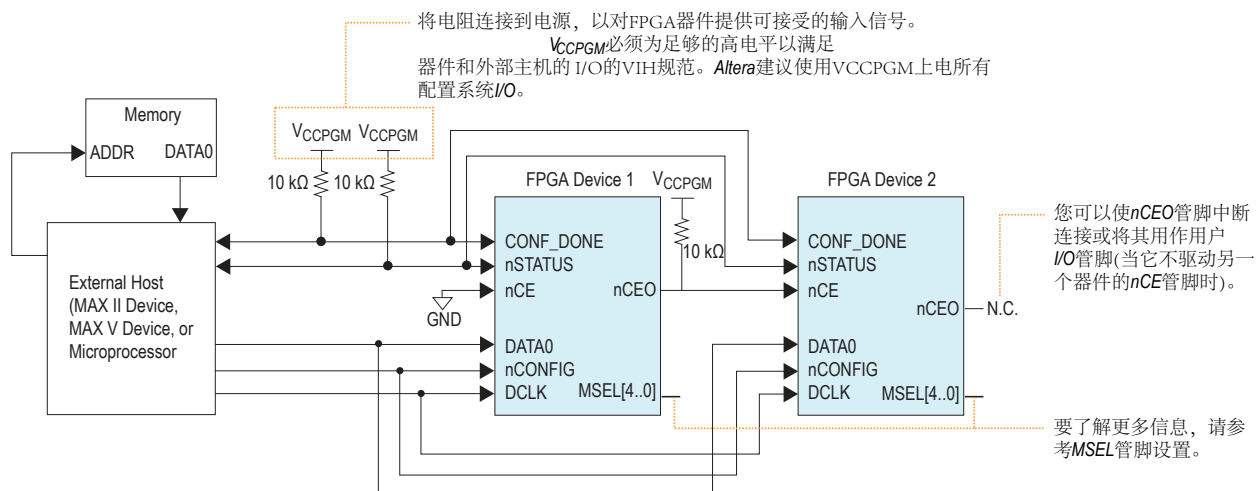 将电阻连接到电源，以对FPGA器件提供可接受的输入信号。
VCCPGM必须为足够的高电平以满足
器件和外部主机的 I/O的VIH规范。Altera建议使用VCCPGM上电所有
配置系统I/O。
Memory
ADDR DATA0
VCCPGM VCCPGM
10 kΩ 10 kΩ
FPGA Device 1
VCCPGM
10 kΩ
FPGA Device 2
您可以使nCEO管脚中断
连接或将其用作用户
I/O管脚(当它不驱动另一
个器件的nCE管脚时)。
External Host
(MAX II Device,
MAX V Device, or
Microprocessor
GND
CONF_DONE
nSTATUS
nCE nCEO
DATA0
nCONFIG
DCLK MSEL[4..0]
CONF_DONE
nSTATUS
nCE
nCEO N.C.
DATA0
nCONFIG
DCLK MSEL[4..0]
要了解更多信息，请参
考MSEL管脚设置。